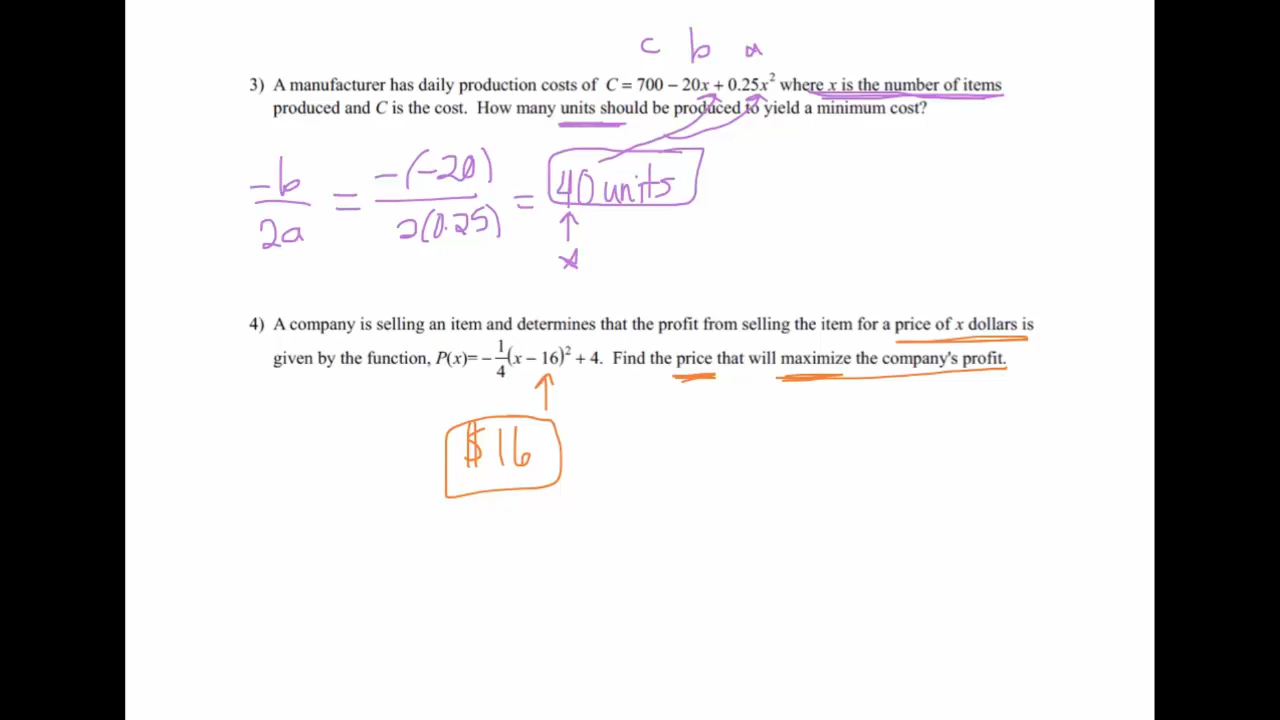 c b a
3) A manufacturer has daily production costs of C = 700 − 20x + 0.25x² where x is the number of items
produced and C is the cost. How many units should be produced to yield a minimum cost?
-b/2a = -(-20)/2(0.25) = 40 units
x
4) A company is selling an item and determines that the profit from selling the item for a price of x dollars is
given by the function, P(x)= −1/4(x − 16)² + 4. Find the price that will maximize the company's profit.
$16